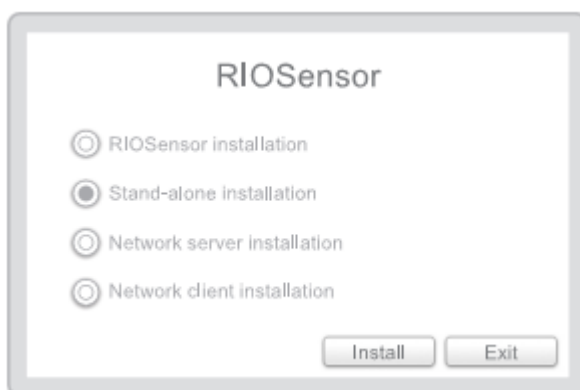 RIOSensor
RIOSensor installation
Stand-alone installation
Network server installation
Network client installation
Install Exit